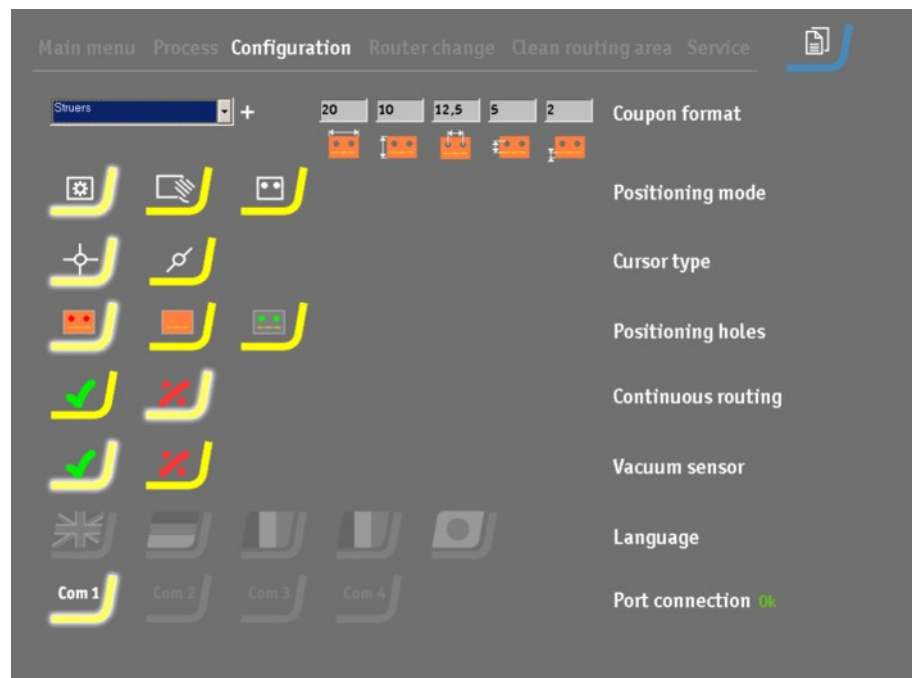 Main menu Process Configuration Router change Clean routing area Service
Struers + 20 10 12,5 5 2 Coupon format
Positioning mode
Cursor type
Positioning holes
Continuous routing
Vacuum sensor
Language
Com 1 Com 2 Com 3 Com 4 Port connection Ok